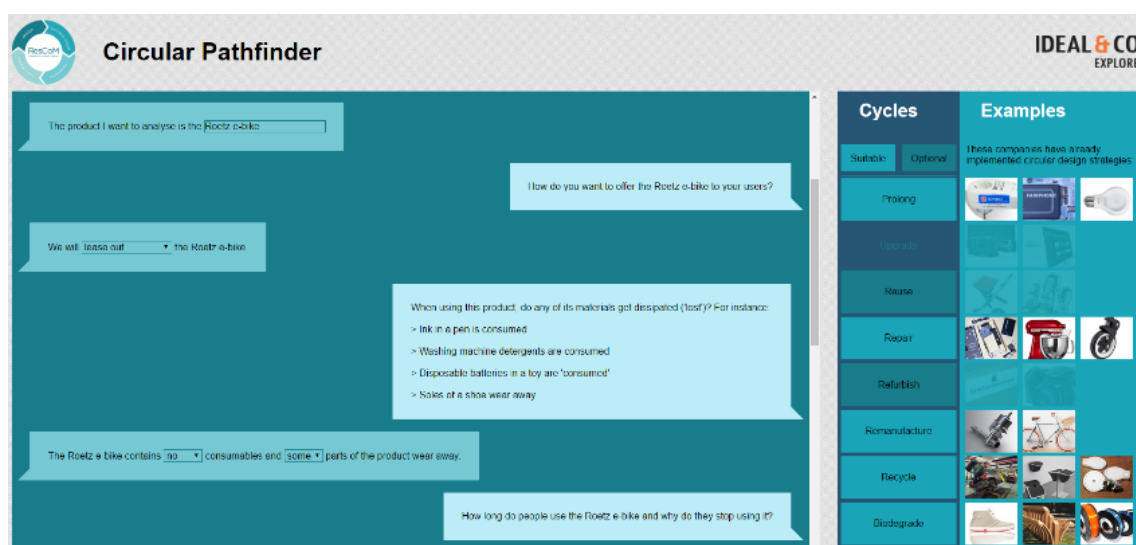 ResCoM
Circular Pathfinder
IDEAL & CO
EXPLORE
The product I want to analyse is the Roetz e-bike
How do you want to offer the Roetz e-bike to your users?
We will lease out the Roetz e-bike
When using this product, do any of its materials get dissipated ('lost')? For instance:
> Ink in a pen is consumed
> Washing machine detergents are consumed
> Disposable batteries in a toy are 'consumed'
> Soles of a shoe wear away
The Roetz e-bike contains no consumables and some parts of the product wear away.
How long do people use the Roetz e-bike and why do they stop using it?
Cycles
Suitable
Optional
Prolong
Upgrade
Reuse
Repair
Refurbish
Remanufacture
Recycle
Biodegrade
Examples
These companies have already
implemented circular design strategies
FAIRPHONE